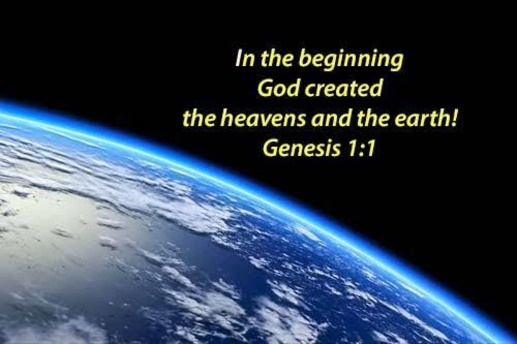 In the beginning
God created
the heavens and the earth!
Genesis 1:1